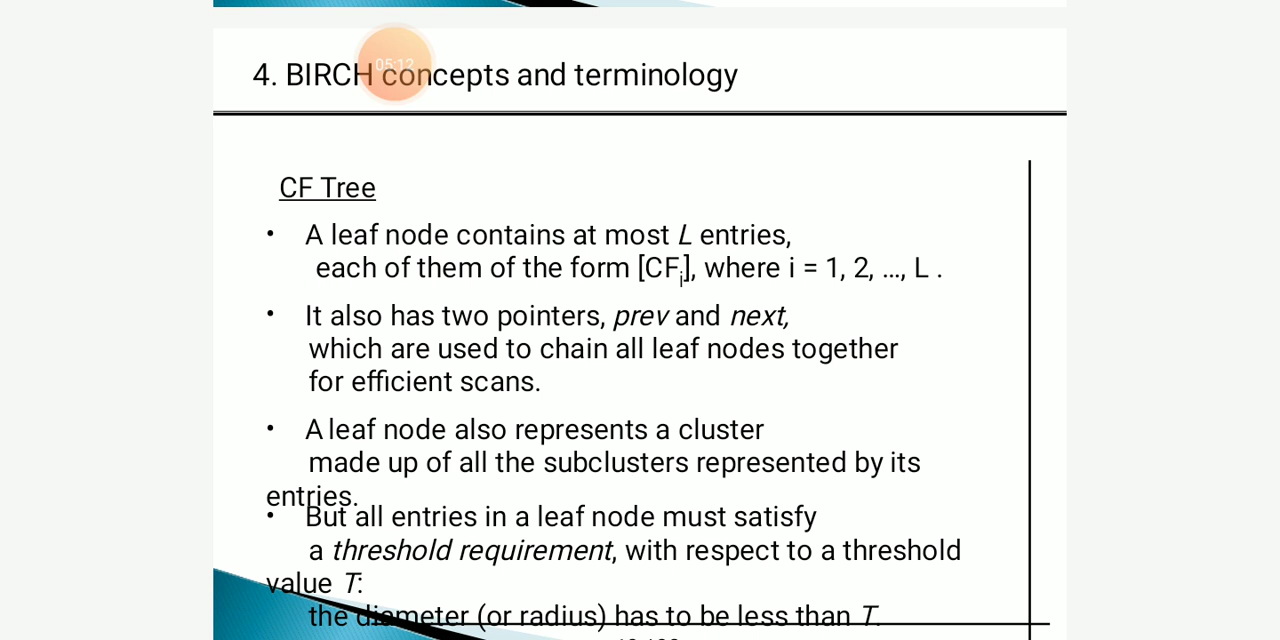 4. BIRCH concepts and terminology
05:12
CF Tree
• A leaf node contains at most L entries,
each of them of the form [CFi], where i = 1, 2, ..., L .
• It also has two pointers, prev and next,
which are used to chain all leaf nodes together
for efficient scans.
• A leaf node also represents a cluster
made up of all the subclusters represented by its
entries.
• But all entries in a leaf node must satisfy
a threshold requirement, with respect to a threshold
value T:
the diameter (or radius) has to be less than T.